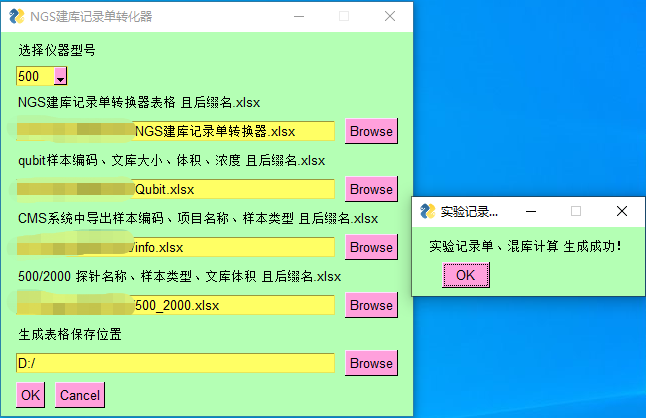 NGS建库记录单转化器
选择仪器型号
500
NGS建库记录单转换器表格 且后缀名.xlsx
NGS建库记录单转换器.xlsx Browse
qubit样本编码、文库大小、体积、浓度 且后缀名.xlsx
Qubit.xlsx Browse
CMS系统中导出样本编码、项目名称、样本类型 且后缀名.xlsx
/info.xlsx Browse
500/2000 探针名称、样本类型、文库体积 且后缀名.xlsx
500_2000.xlsx Browse
生成表格保存位置
D:/ Browse
OK Cancel
实验记录...
实验记录单、混库计算 生成成功!
OK